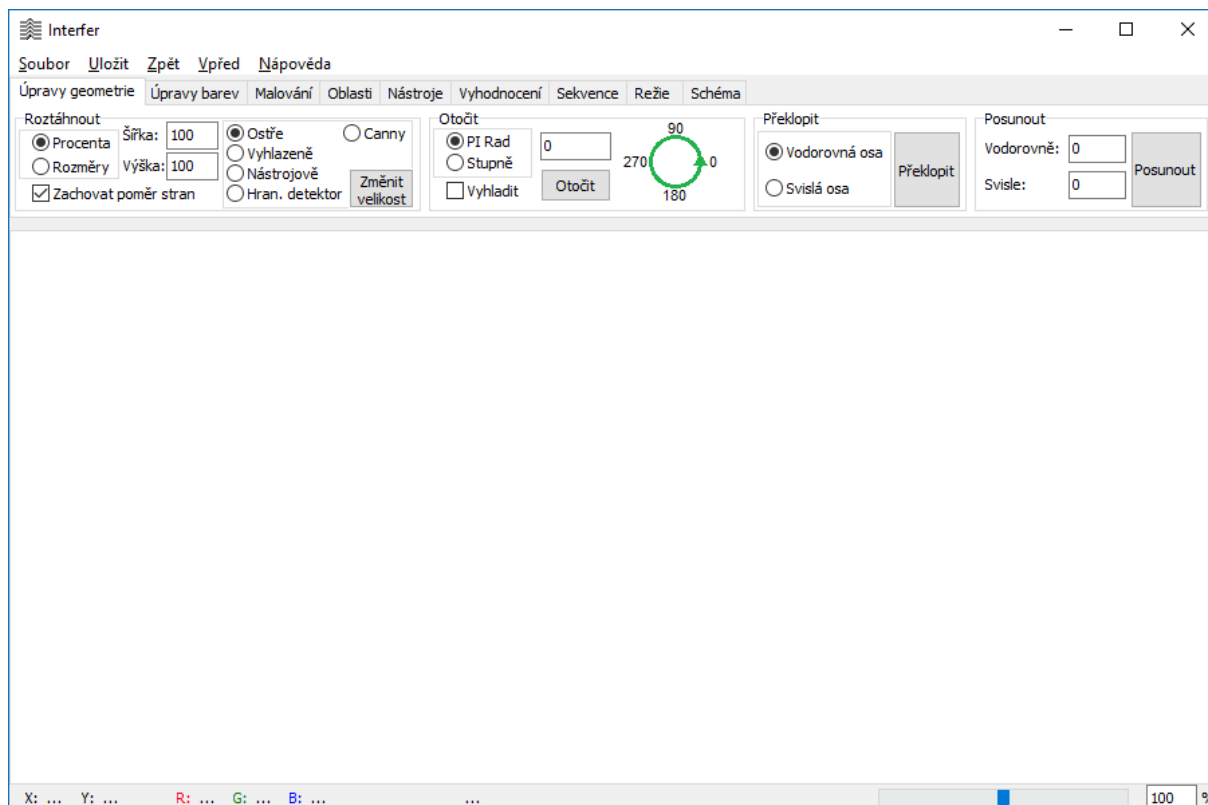 Interfer
Soubor Uložit Zpět Vpřed Nápověda
Úpravy geometrie Úpravy barev Malování Oblasti Nástroje Vyhodnocení Sekvence Režie Schéma
Roztáhnout
Procenta
Rozměry
Zachovat poměr stran
Šířka: 100
Výška: 100
Ostře
Canny
Vyhlazeně
Nástrojově
Hran. detektor
Změnit
velikost
Otočit
PI Rad
Stupně
Vyhladit
0
Otočit
90
270
0
180
Překlopit
Vodorovná osa
Svislá osa
Překlopit
Posunout
Vodorovně: 0
Svisle: 0
Posunout
X: ... Y: ... R: ... G: ... B: ... ... 100 %